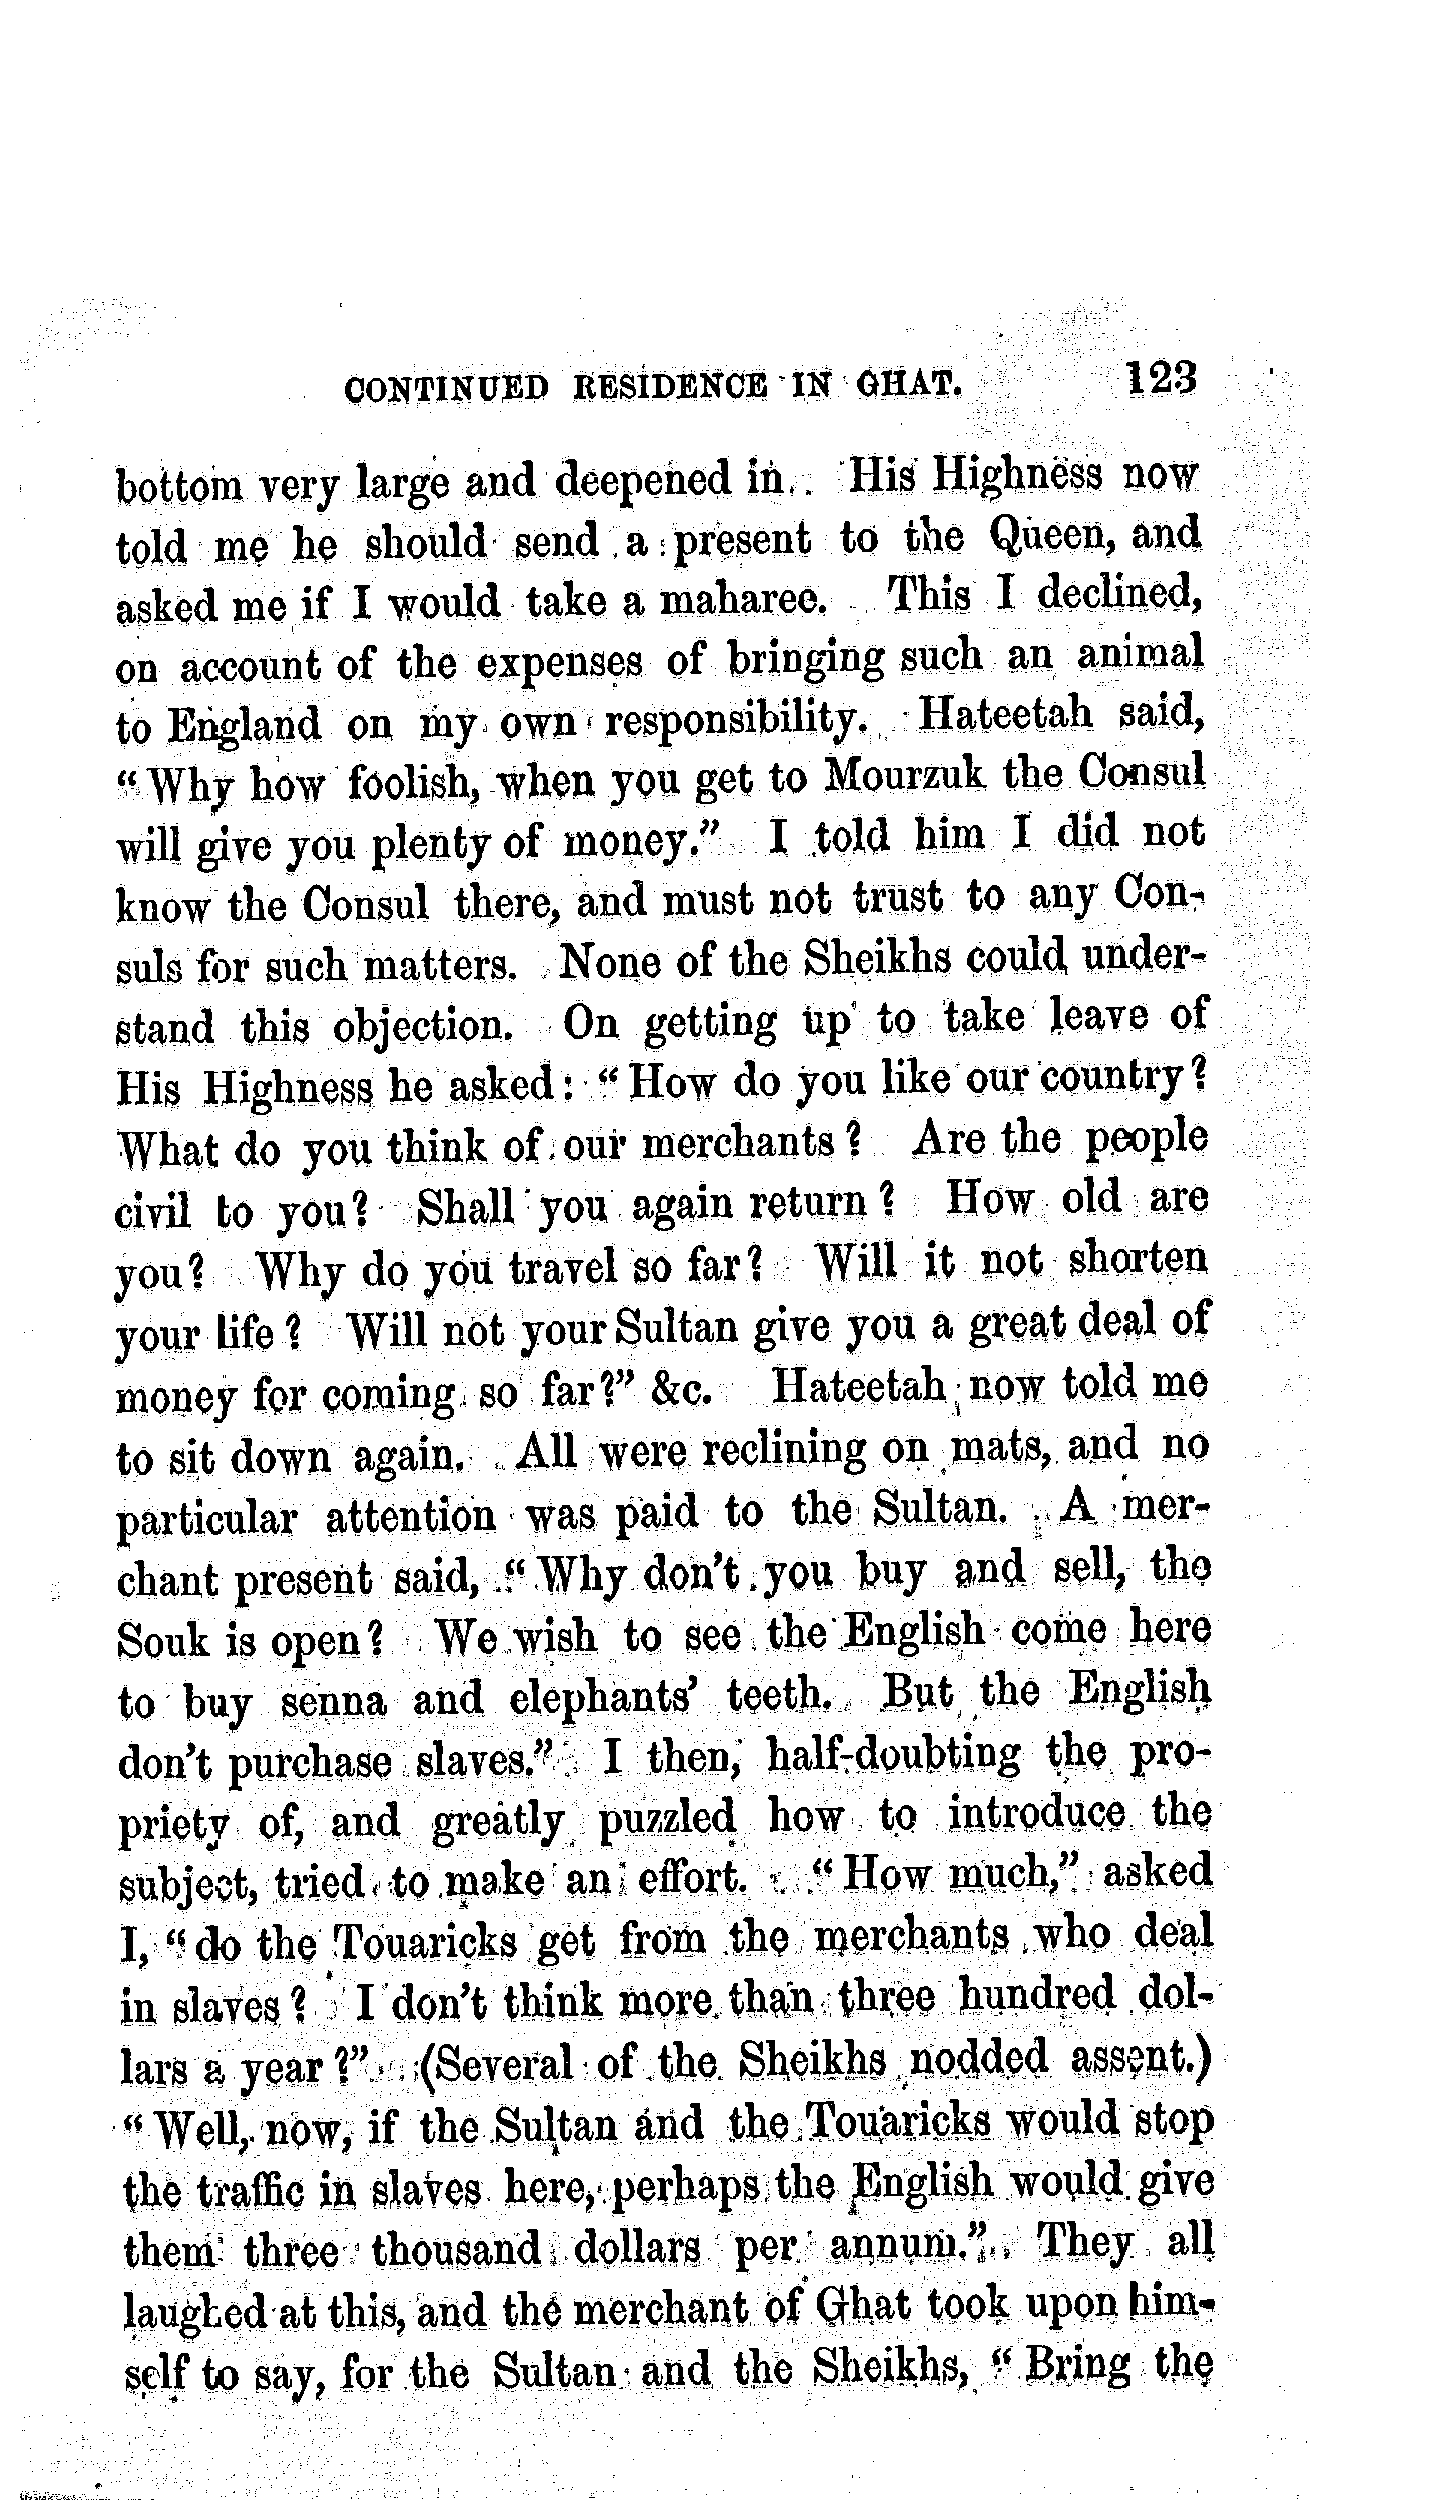 CONTINUED RESIDENCE IN GHAT. 123
bottom very large and deepened in. His Highness now
told me he should send a present to the Queen, and
asked me if I would take a maharee. This I declined,
on account of the expenses of bringing such an animal
to England on my own responsibility. Hateetah said,
“Why how foolish, when you get to Mourzuk the Consul
will give you plenty of money.” I told him I did not
know the Consul there, and must not trust to any Con-
suls for such matters. None of the Sheikhs could under-
stand this objection. On getting up to take leave of
His Highness he asked: “How do you like our country?
What do you think of our merchants? Are the people
civil to you? Shall you again return? How old are
you? Why do you travel so far? Will it not shorten
your life? Will not your Sultan give you a great deal of
money for coming so far?” &c. Hateetah now told me
to sit down again. All were reclining on mats, and no
particular attention was paid to the Sultan. A mer-
chant present said, “Why don't you buy and sell, the
Souk is open? We wish to see the English come here
to buy senna and elephants' teeth. But the English
don't purchase slaves.” I then, half-doubting the pro-
priety of, and greatly puzzled how to introduce the
subject, tried to make an effort. “How much,” asked
I, “do the Touaricks get from the merchants who deal
in slaves? I don't think more than three hundred dol-
lars a year?” (Several of the Sheikhs nodded assent.)
“Well, now, if the Sultan and the Touaricks would stop
the traffic in slaves here, perhaps the English would give
them three thousand dollars per annum.” They all
laughed at this, and the merchant of Ghat took upon him-
self to say, for the Sultan and the Sheikhs, “Bring the